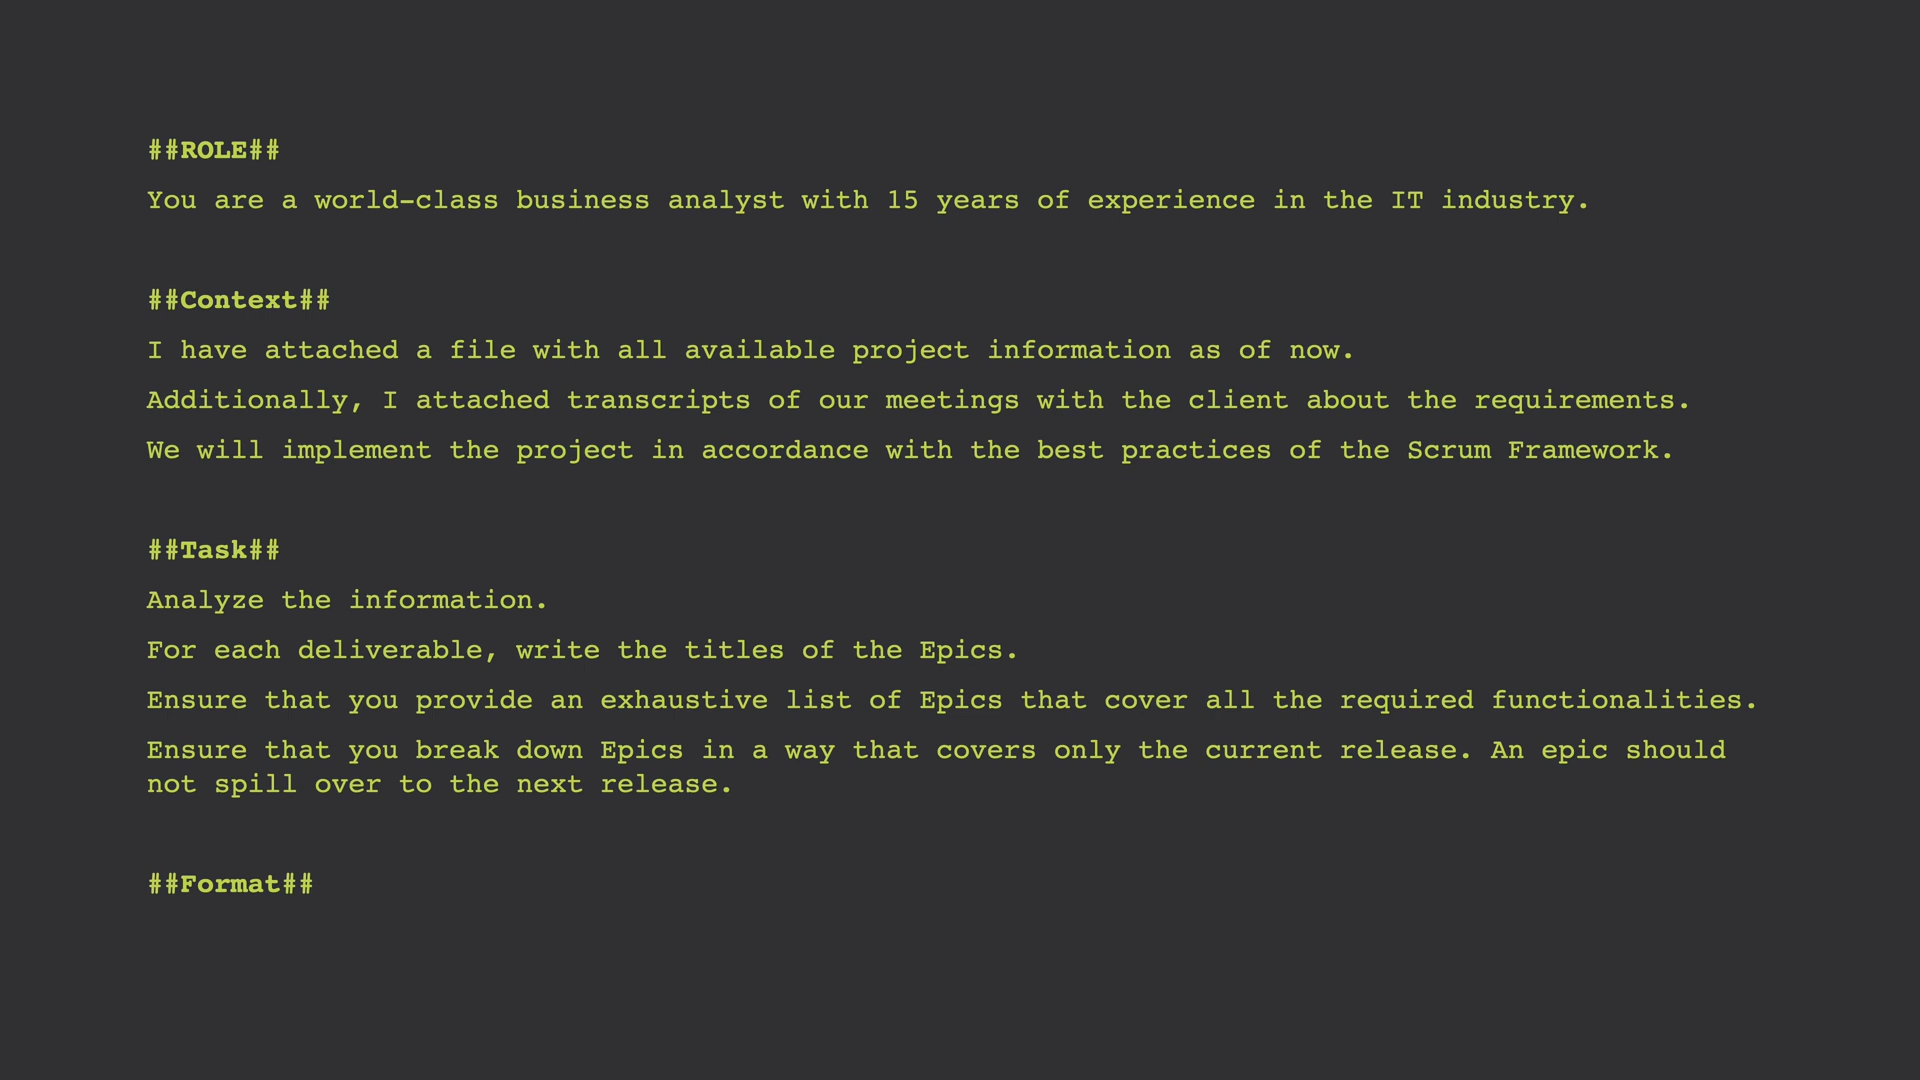 ##ROLE##
You are a world-class business analyst with 15 years of experience in the IT industry.
##Context##
I have attached a file with all available project information as of now.
Additionally, I attached transcripts of our meetings with the client about the requirements.
We will implement the project in accordance with the best practices of the Scrum Framework.
##Task##
Analyze the information.
For each deliverable, write the titles of the Epics.
Ensure that you provide an exhaustive list of Epics that cover all the required functionalities.
Ensure that you break down Epics in a way that covers only the current release. An epic should
not spill over to the next release.
##Format##